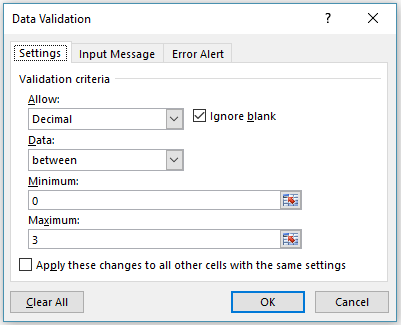 Data Validation ?
Settings Input Message Error Alert
Validation criteria
Allow:
Decimal Ignore blank
Data:
between
Minimum:
0
Maximum:
3
Apply these changes to all other cells with the same settings
Clear All OK Cancel